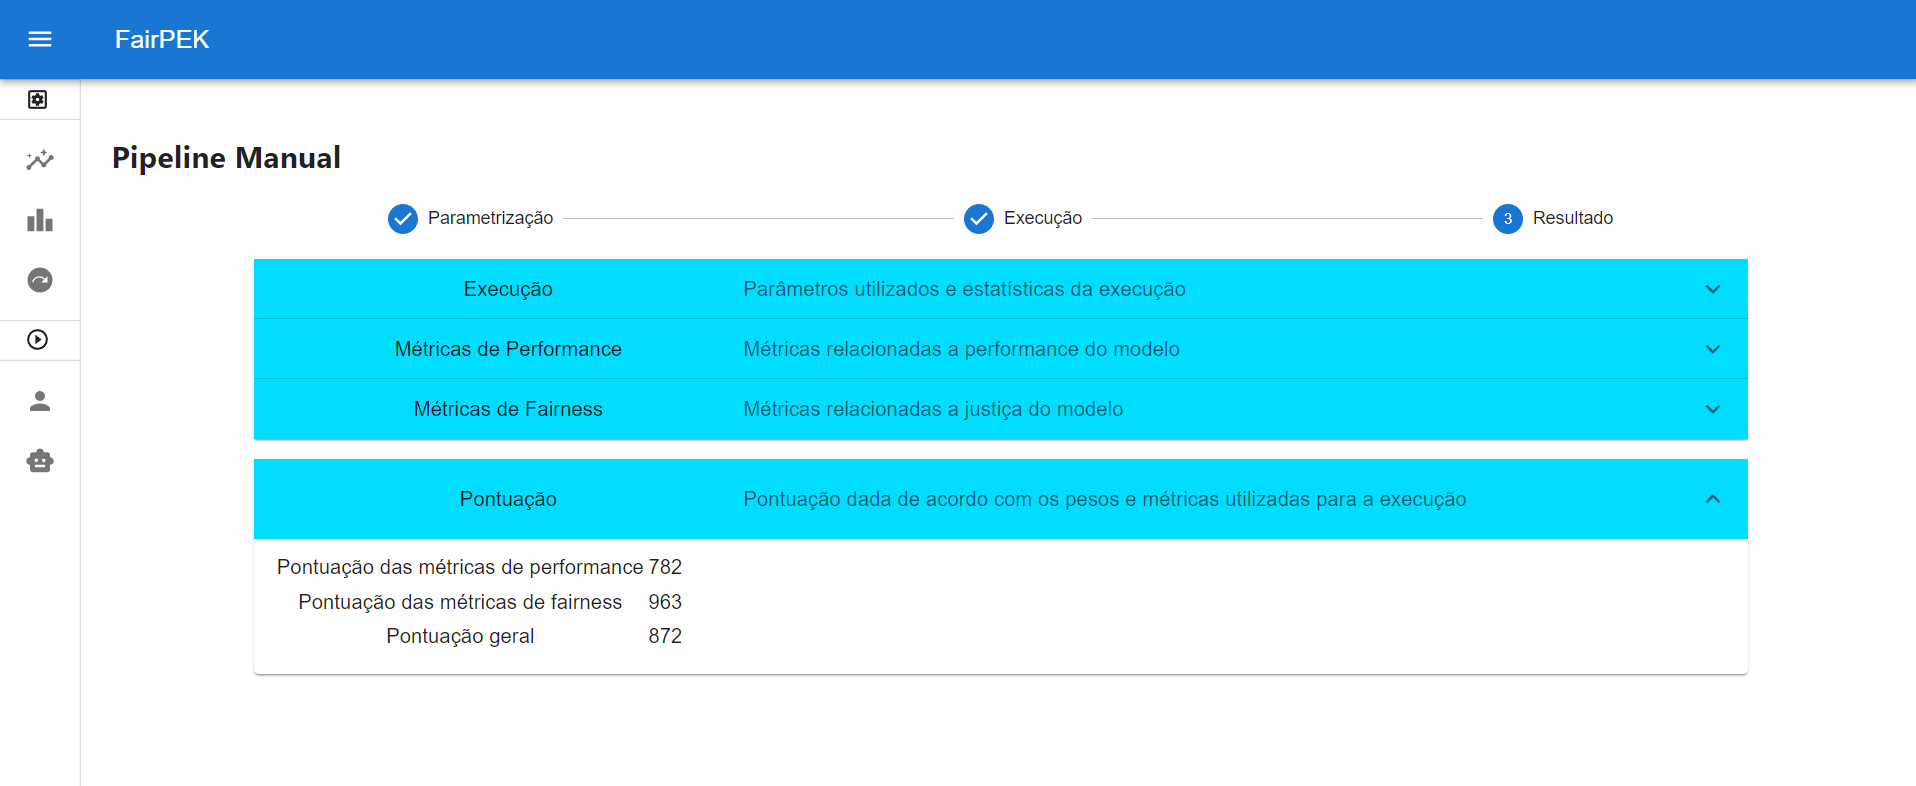 FairPEK
Pipeline Manual
Parametrização
Execução
3 Resultado
Execução Parâmetros utilizados e estatísticas da execução
Métricas de Performance Métricas relacionadas a performance do modelo
Métricas de Fairness Métricas relacionadas a justiça do modelo
Pontuação Pontuação dada de acordo com os pesos e métricas utilizadas para a execução
Pontuação das métricas de performance 782
Pontuação das métricas de fairness 963
Pontuação geral 872